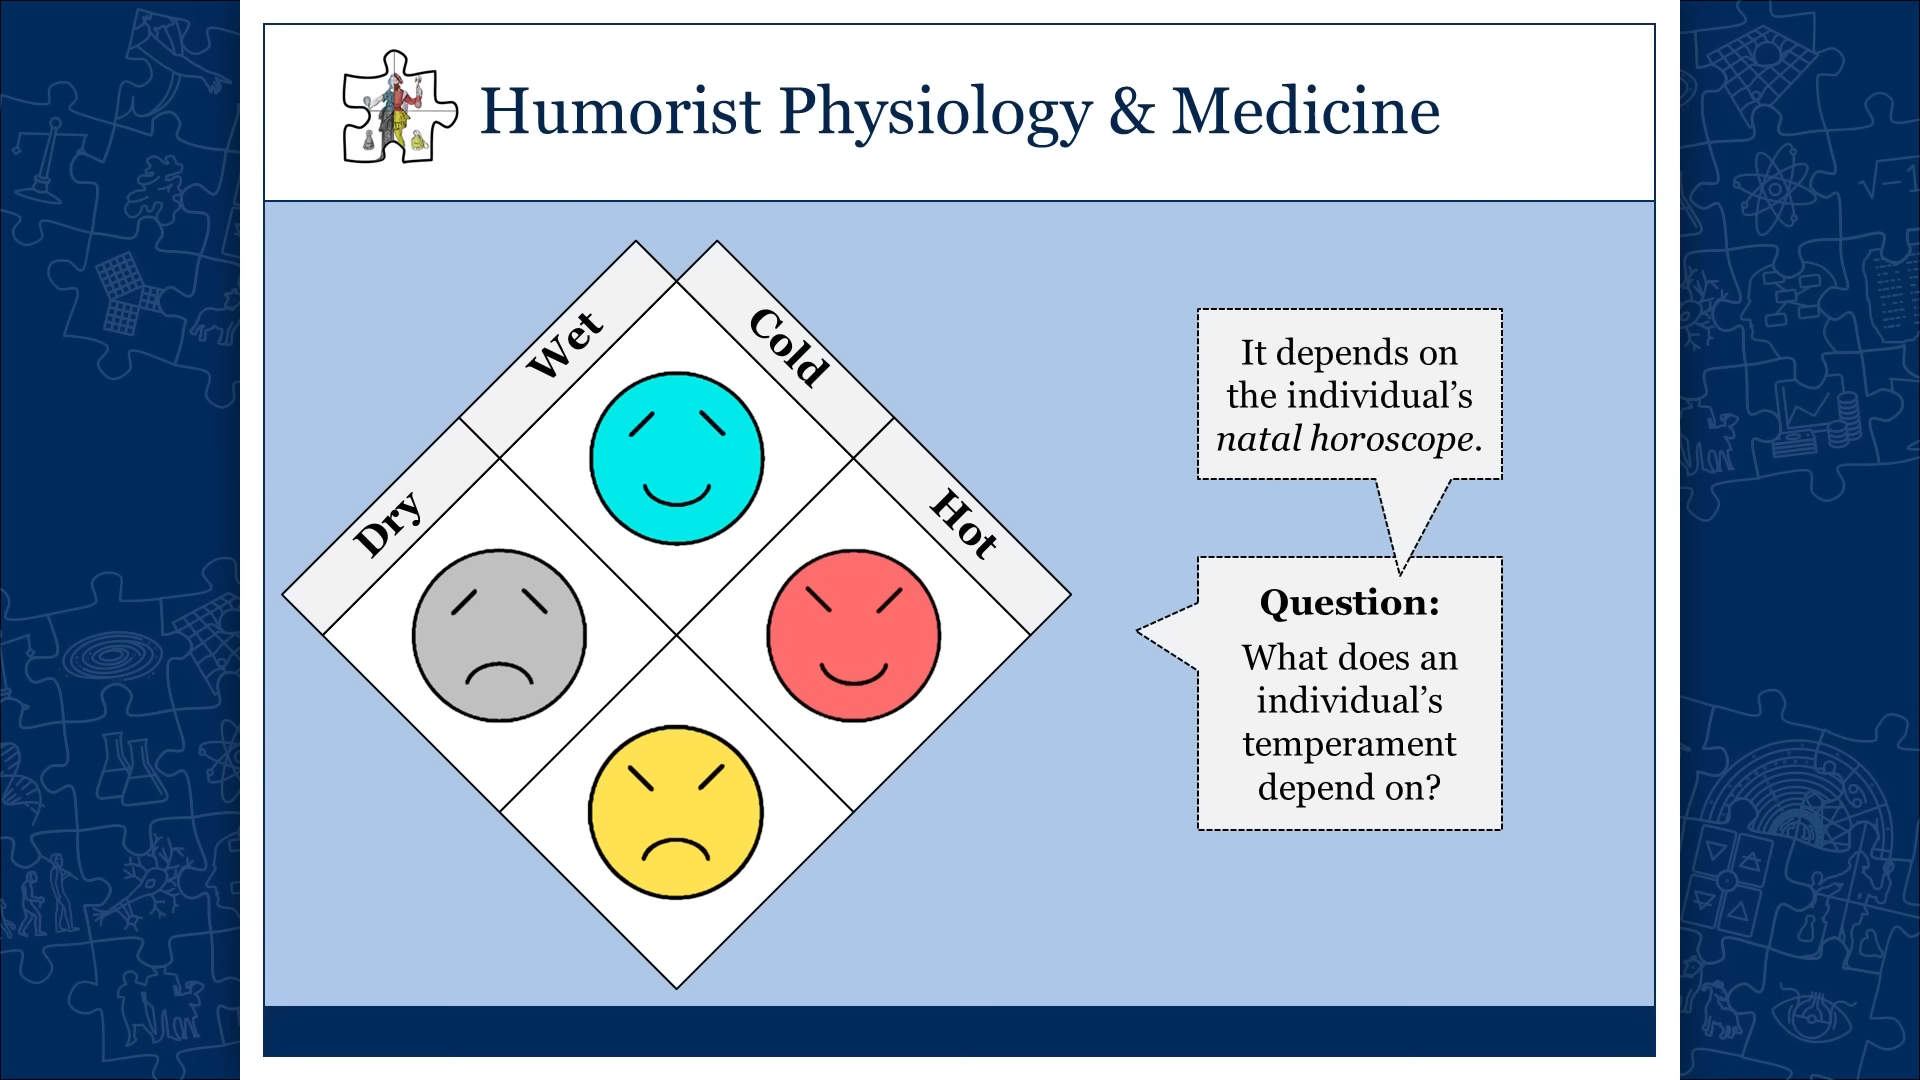 Humorist Physiology & Medicine
Wet
Cold
Dry
Hot
It depends on
the individual’s
natal horoscope.
Question:
What does an
individual’s
temperament
depend on?
√-1